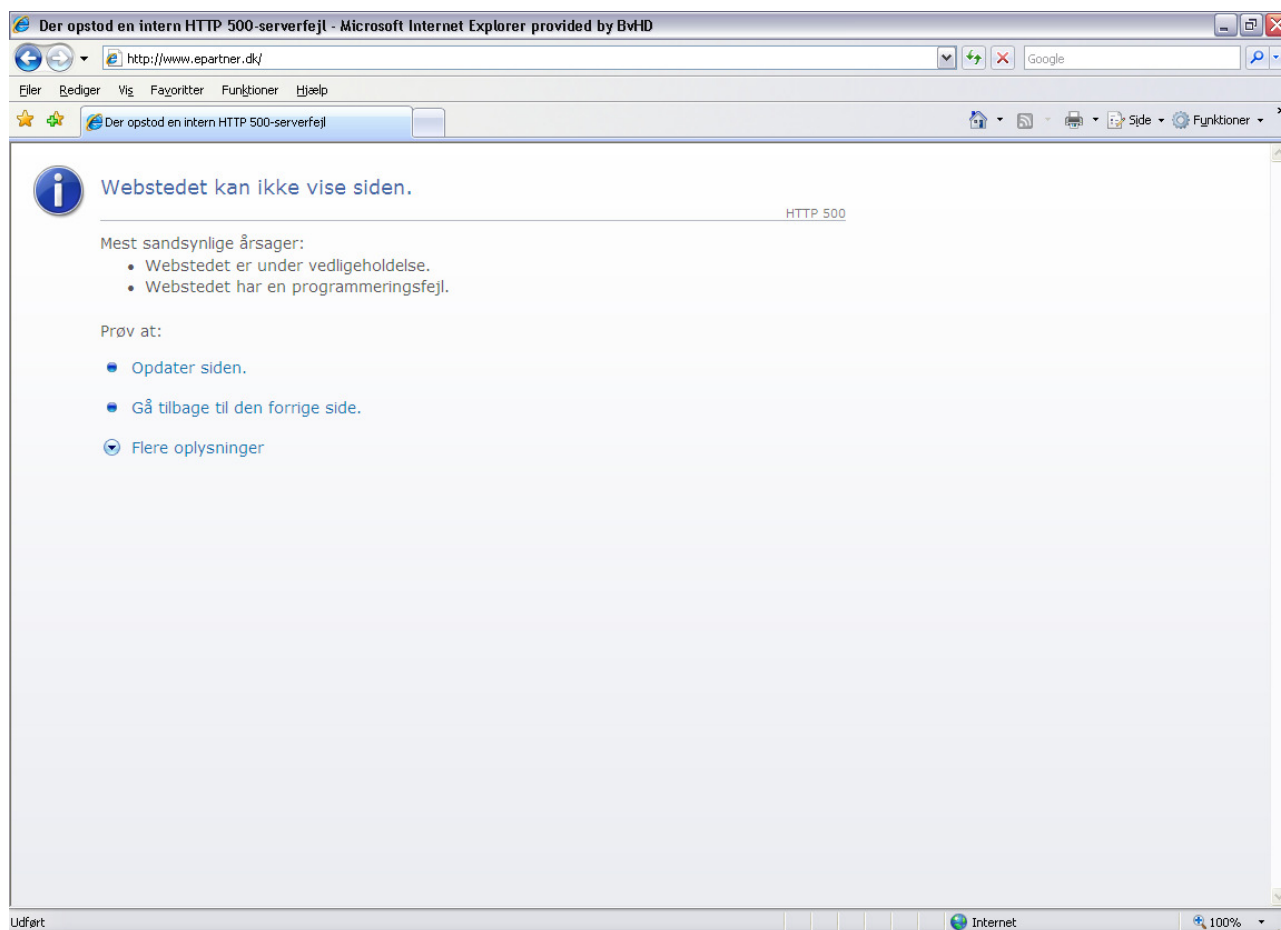 Der opstod en intern HTTP 500-serverfejl - Microsoft Internet Explorer provided by BvHD
http://www.epartner.dk/
Google
Filer Rediger Vis Favoritter Funktioner Hjælp
Der opstod en intern HTTP 500-serverfejl
Side
Funktioner
Webstedet kan ikke vise siden.
HTTP 500
Mest sandsynlige årsager:
Webstedet er under vedligeholdelse.
Webstedet har en programmeringsfejl.
Prøv at:
Opdater siden.
Gå tilbage til den forrige side.
Flere oplysninger
Udført
Internet
100%